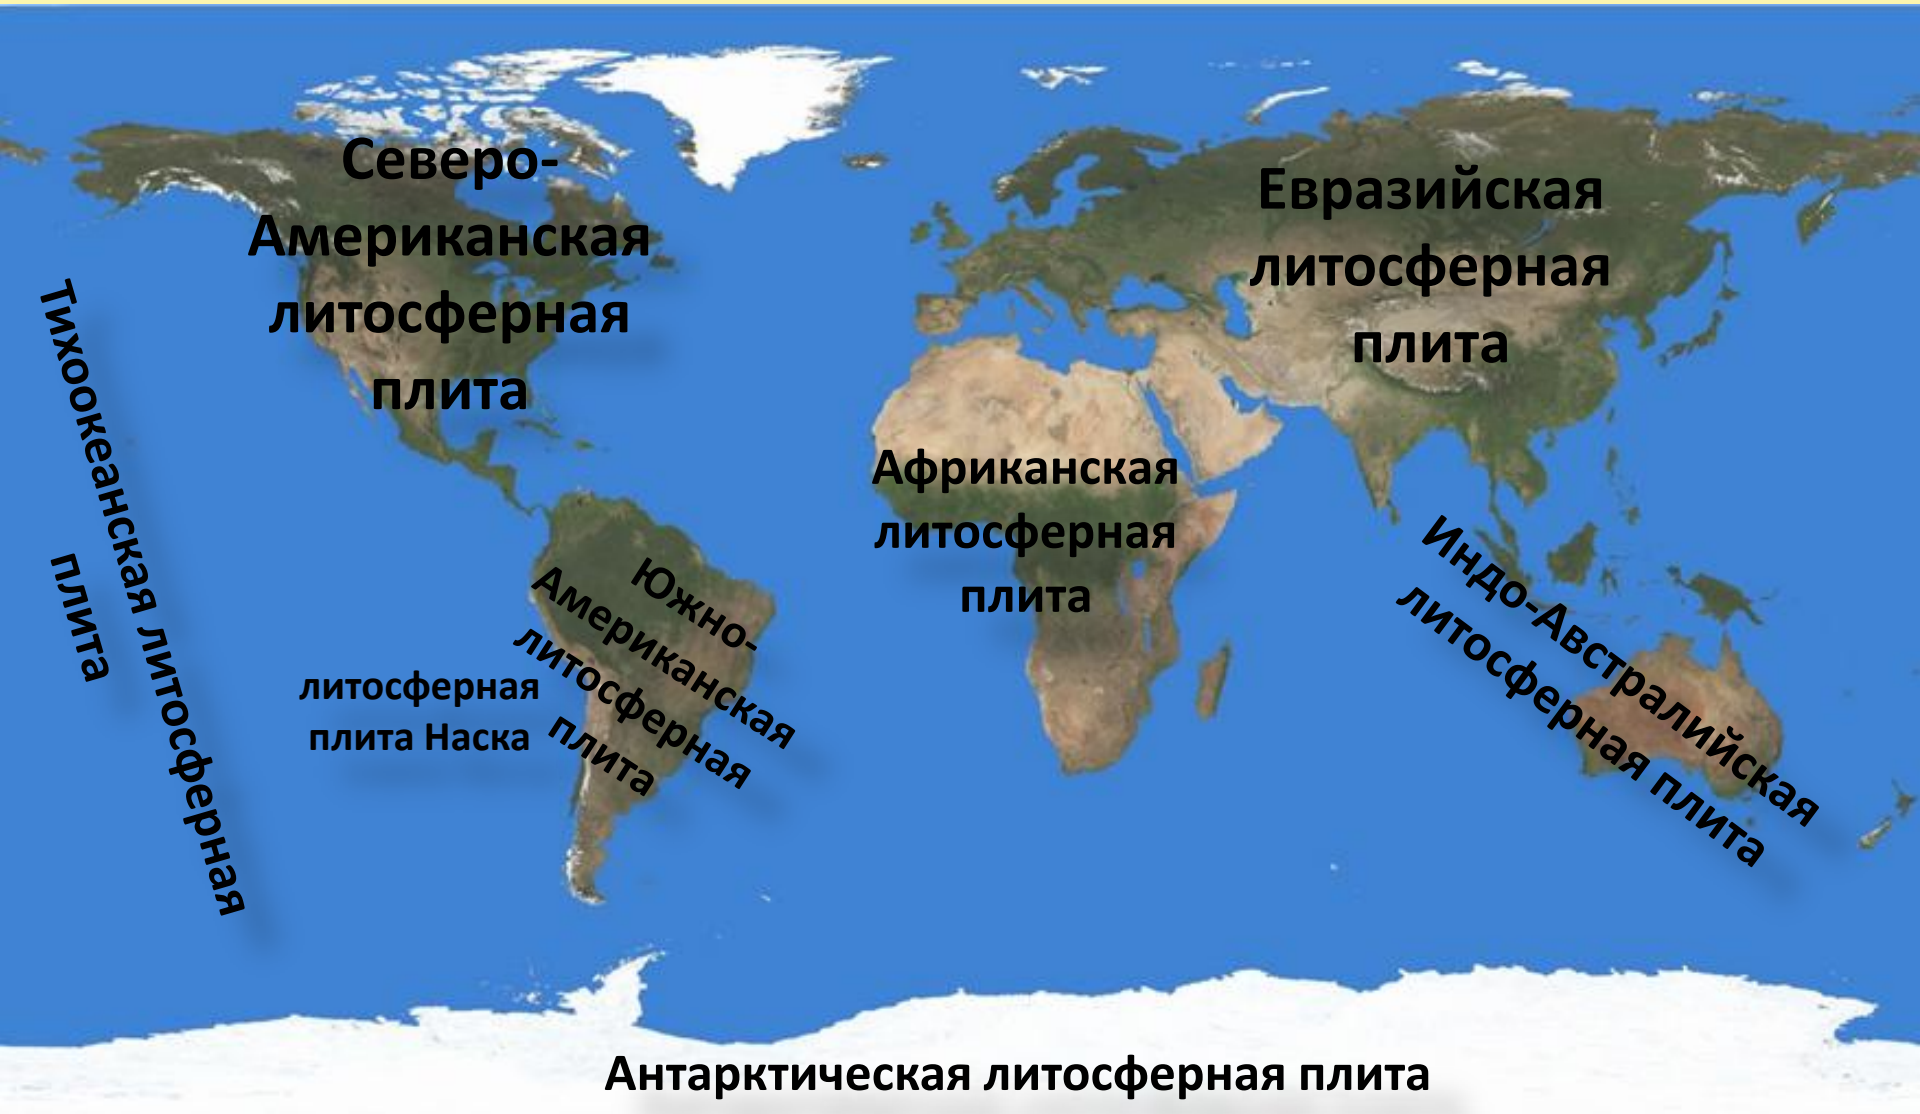 Северо-
Американская
литосферная
плита
Евразийская
литосферная
плита
Тихоокеанская литосферная
плита
Африканская
литосферная
плита
Южно-
Американская
литосферная
плита
литосферная
плита Наска
Индо-Австралийская
литосферная плита
Антарктическая литосферная плита